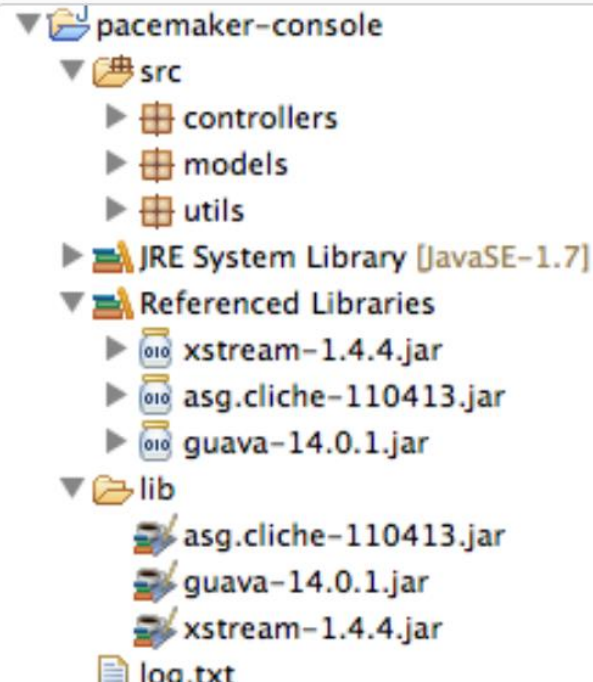 pacemaker-console
src
controllers
models
utils
JRE System Library [JavaSE-1.7]
Referenced Libraries
xstream-1.4.4.jar
asg.cliche-110413.jar
guava-14.0.1.jar
lib
asg.cliche-110413.jar
guava-14.0.1.jar
xstream-1.4.4.jar
log.txt